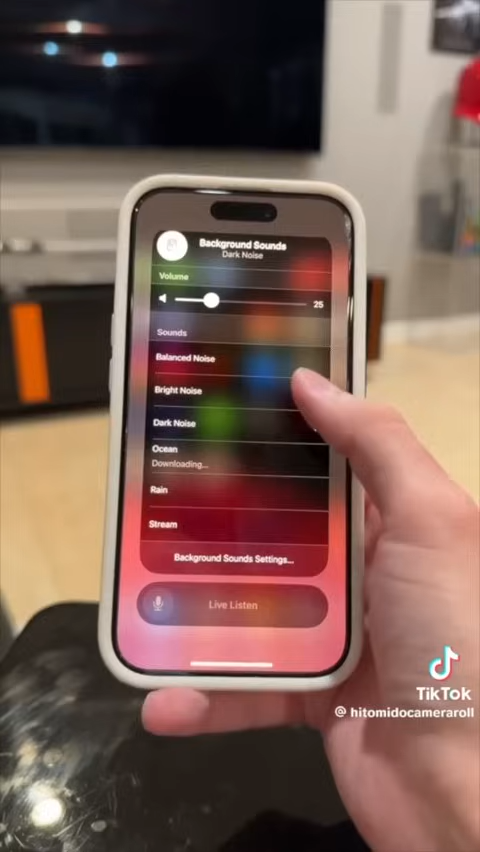 Background Sounds
Dark Noise
Volume
25
Sounds
Balanced Noise
Bright Noise
Dark Noise
Ocean
Downloading...
Rain
Stream
Background Sounds Settings...
Live Listen
TikTok
@ hitomidocameraroll